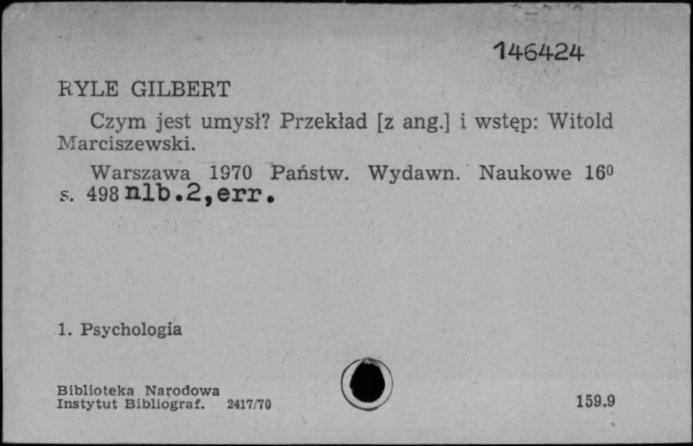 146424
RYLE GILBERT
Czym jest umysł? Przekład [z ang.] i wstęp: Witold
Marciszewski.
Warszawa 1970 Państw. Wydawn. Naukowe 16⁰
s. 498 nlb.2,err.
1. Psychologia
Biblioteka Narodowa
Instytut Bibliograf. 2417/70
159.9